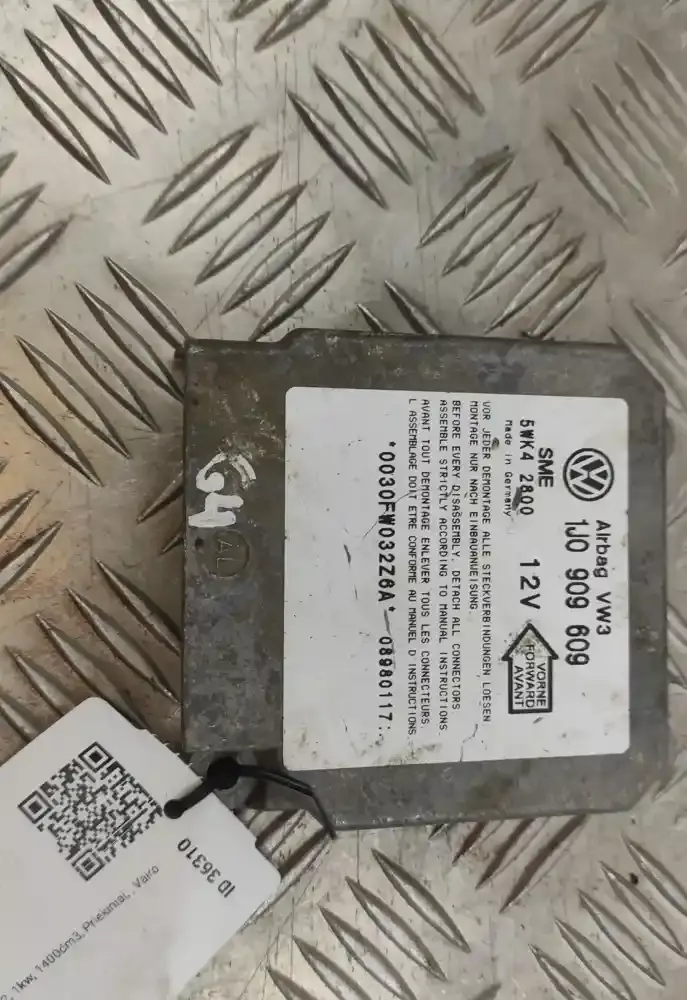 Airbag VW3
1J0 909 609
SME
5WK4 2800
Made in Germany
12V
VORNE
FORWARD
AVANT
VOR JEDER DEMONTAGE ALLE STECKVERBINDUNGEN LOESEN
MONTAGE NUR NACH EINBAUANWEISUNG.
BEFORE EVERY DISASSEMBLY, DETACH ALL CONNECTORS
ASSEMBLE STRICTLY ACCORDING TO MANUAL INSTRUCTIONS
AVANT TOUT DEMONTAGE ENLEVER TOUS LES CONNECTEURS.
L ASSEMBLAGE DOIT ETRE CONFORME AU MANUEL D INSTRUCTIONS
*0030FW032Z6A* 08980117:
64
AL
ID 36310
1kw, 1400cm3, Priekiniai, , Vairo